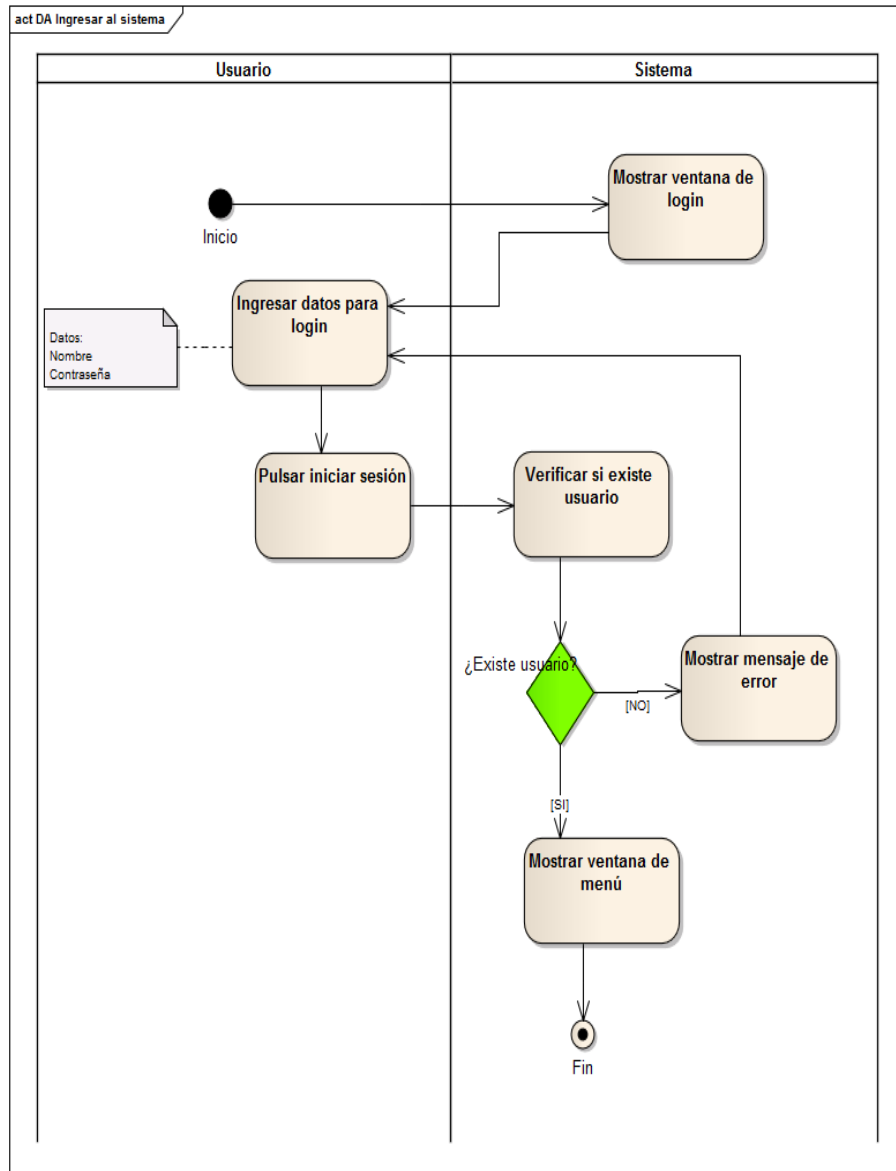 act DA Ingresar al sistema
Usuario
Sistema
Mostrar ventana de
login
Inicio
Ingresar datos para
login
Datos:
Nombre
Contraseña
Pulsar iniciar sesión
Verificar si existe
usuario
¿Existe usuario?
[NO]
Mostrar mensaje de
error
[SI]
Mostrar ventana de
menú
Fin